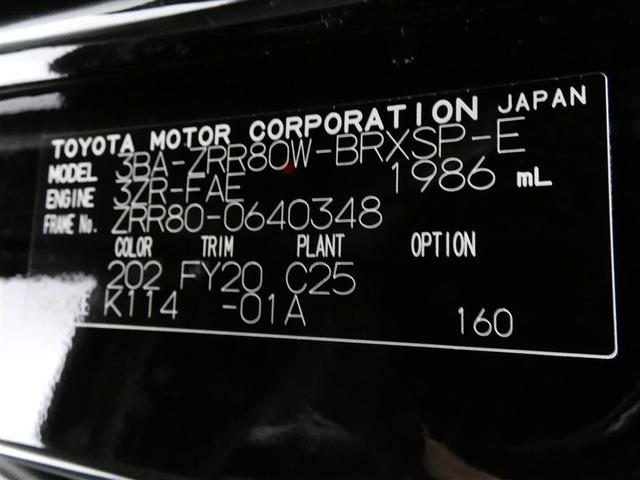 TOYOTA MOTOR CORPORATION JAPAN
MODEL 3BA-ZRR80W-BRXSP-E
ENGINE 3ZR-FAE 1986 mL
FRAME No. ZRR80-0640348
COLOR TRIM PLANT OPTION
202 FY20 C25
K114 -01A 160